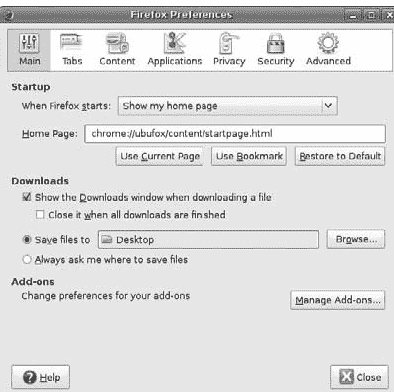 Firefox Preferences
Main Tabs Content Applications Privacy Security Advanced
Startup
When Firefox starts: Show my home page
Home Page: chrome://ubufox/content/startpage.html
Use Current Page Use Bookmark Restore to Default
Downloads
Show the Downloads window when downloading a file
Close it when all downloads are finished
Save files to Desktop Browse...
Always ask me where to save files
Add-ons
Change preferences for your add-ons
Manage Add-ons...
Help Close